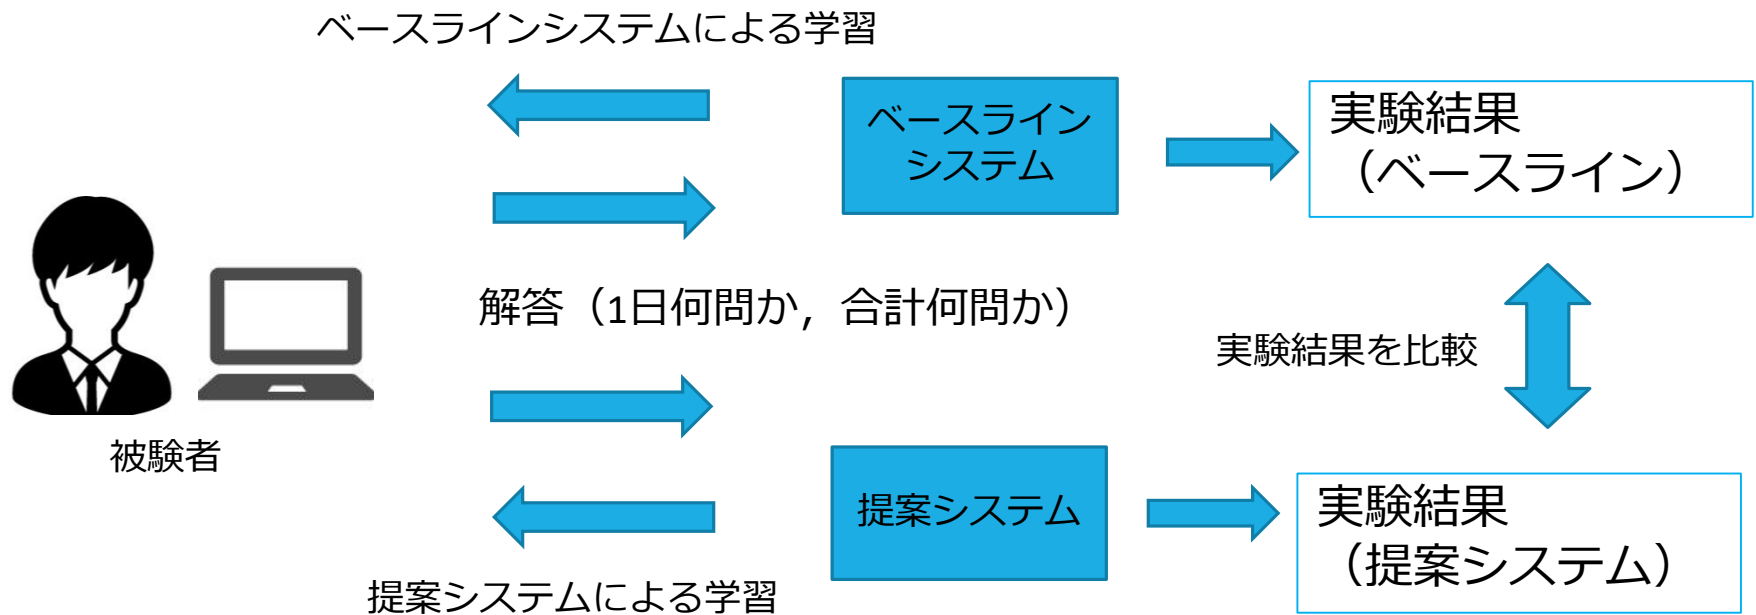 ベースラインシステムによる学習
ベースライン
システム
実験結果
（ベースライン）
解答（1日何問か，合計何問か）
実験結果を比較
被験者
提案システム
実験結果
（提案システム）
提案システムによる学習